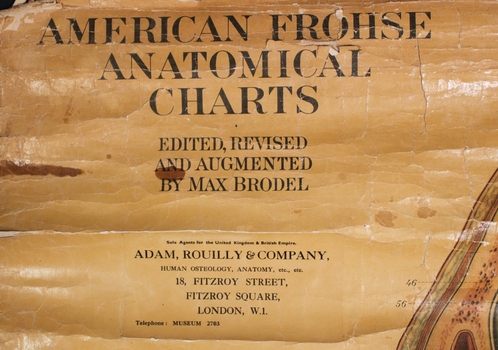 AMERICAN FROHSE
ANATOMICAL
CHARTS
EDITED, REVISED
AND AUGMENTED
BY MAX BRODEL
Sole Agents for the United Kingdom & British Empire.
ADAM, ROUILLY & COMPANY,
HUMAN OSTEOLOGY, ANATOMY, etc., etc.
18, FITZROY STREET,
FITZROY SQUARE,
LONDON, W.1.
Telephone: MUSEUM 2703
46
56